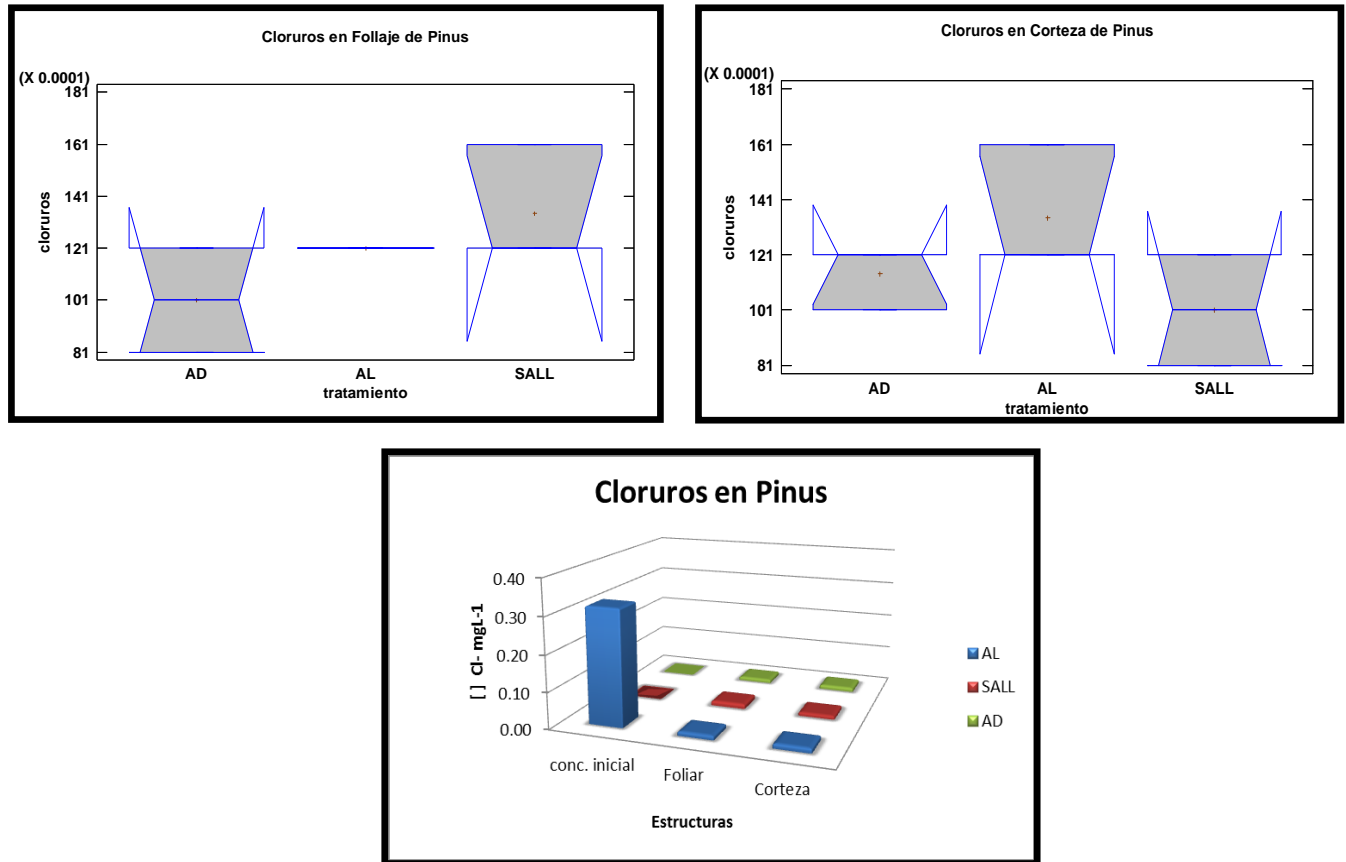 Cloruros en Follaje de Pinus
(X 0.0001)
181
161
141
121
101
81
cloruros
AD
AL
SALL
tratamiento
Cloruros en Corteza de Pinus
(X 0.0001)
181
161
141
121
101
81
cloruros
AD
AL
SALL
tratamiento
Cloruros en Pinus
0.40
0.30
0.20
0.10
0.00
[ ] Cl- mgL-1
conc. inicial
Foliar
Corteza
Estructuras
AL
SALL
AD